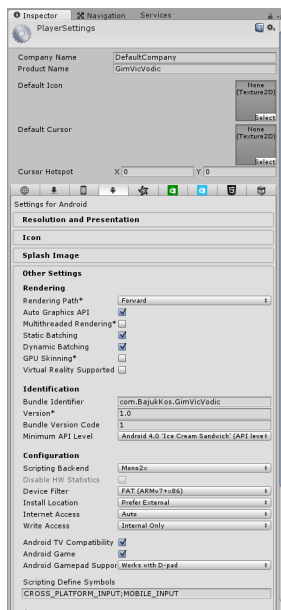 Inspector Navigation Services
PlayerSettings
Company Name DefaultCompany
Product Name GimVicVodic
Default Icon None
(Texture2D)
Select
Default Cursor None
(Texture2D)
Select
Cursor Hotspot X 0 Y 0
Settings for Android
Resolution and Presentation
Icon
Splash Image
Other Settings
Rendering
Rendering Path* Forward
Auto Graphics API
Multithreaded Rendering*
Static Batching
Dynamic Batching
GPU Skinning*
Virtual Reality Supported
Identification
Bundle Identifier com.BajukKos.GimVicVodic
Version* 1.0
Bundle Version Code 1
Minimum API Level Android 4.0 'Ice Cream Sandwich' (API leve
Configuration
Scripting Backend Mono2x
Disable HW Statistics
Device Filter FAT (ARMv7+x86)
Install Location Prefer External
Internet Access Auto
Write Access Internal Only
Android TV Compatibility
Android Game
Android Gamepad Suppor Works with D-pad
Scripting Define Symbols
CROSS_PLATFORM_INPUT;MOBILE_INPUT